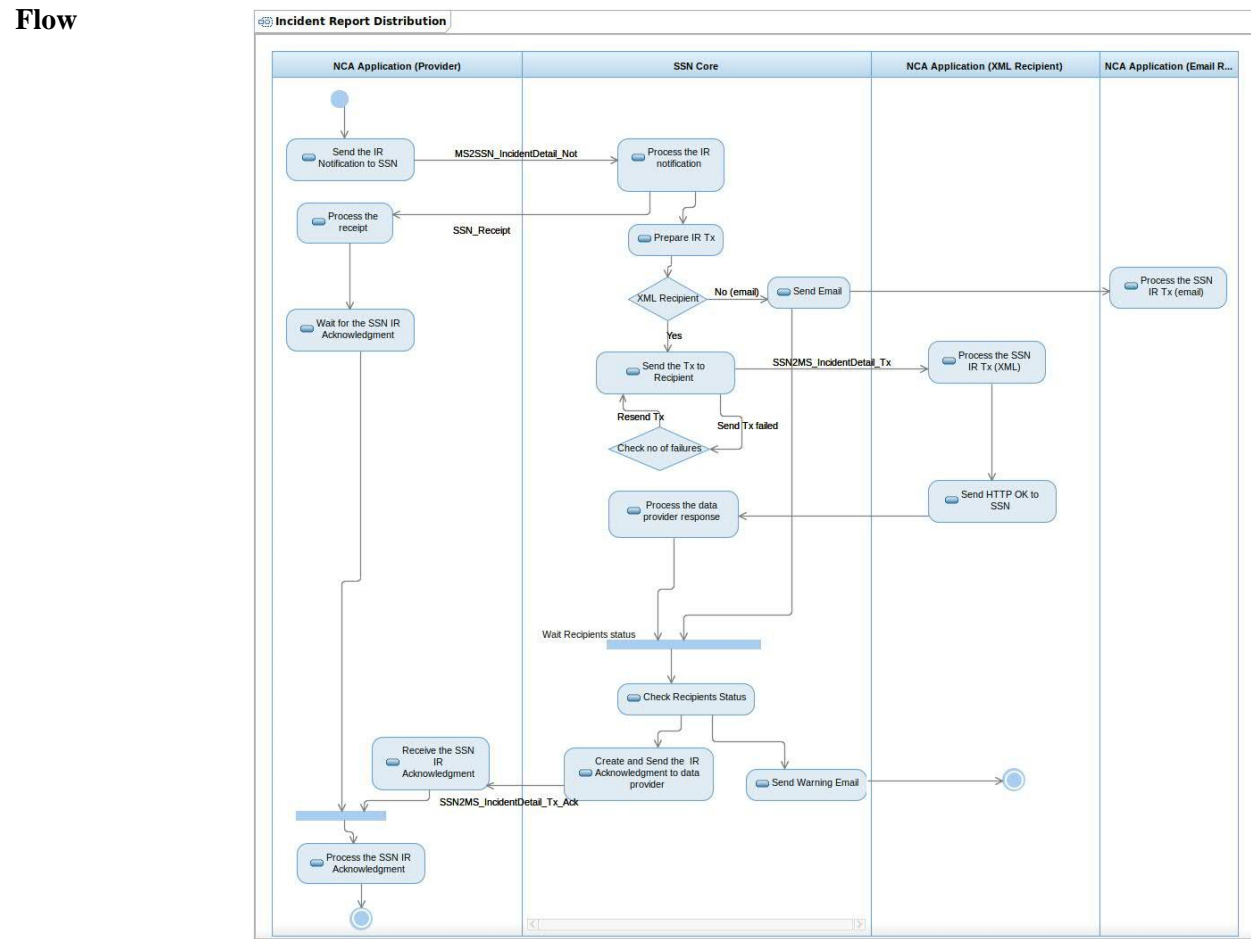 Flow
Incident Report Distribution
NCA Application (Provider)
SSN Core
NCA Application (XML Recipient)
NCA Application (Email R...
Send the IR
Notification to SSN
MS2SSN_IncidentDetail_Not
Process the IR
notification
Process the
receipt
SSN_Receipt
Prepare IR Tx
XML Recipient
No (email)
Send Email
Process the SSN
IR Tx (email)
Wait for the SSN IR
Acknowledgment
Yes
Send the Tx to
Recipient
SSN2MS_IncidentDetail_Tx
Process the SSN
IR Tx (XML)
Resend Tx
Send Tx failed
Check no of failures
Send HTTP OK to
SSN
Process the data
provider response
Wait Recipients status
Check Recipients Status
Receive the SSN
IR
Acknowledgment
Create and Send the IR
Acknowledgment to data
provider
Send Warning Email
SSN2MS_IncidentDetail_Tx_Ack
Process the SSN IR
Acknowledgment